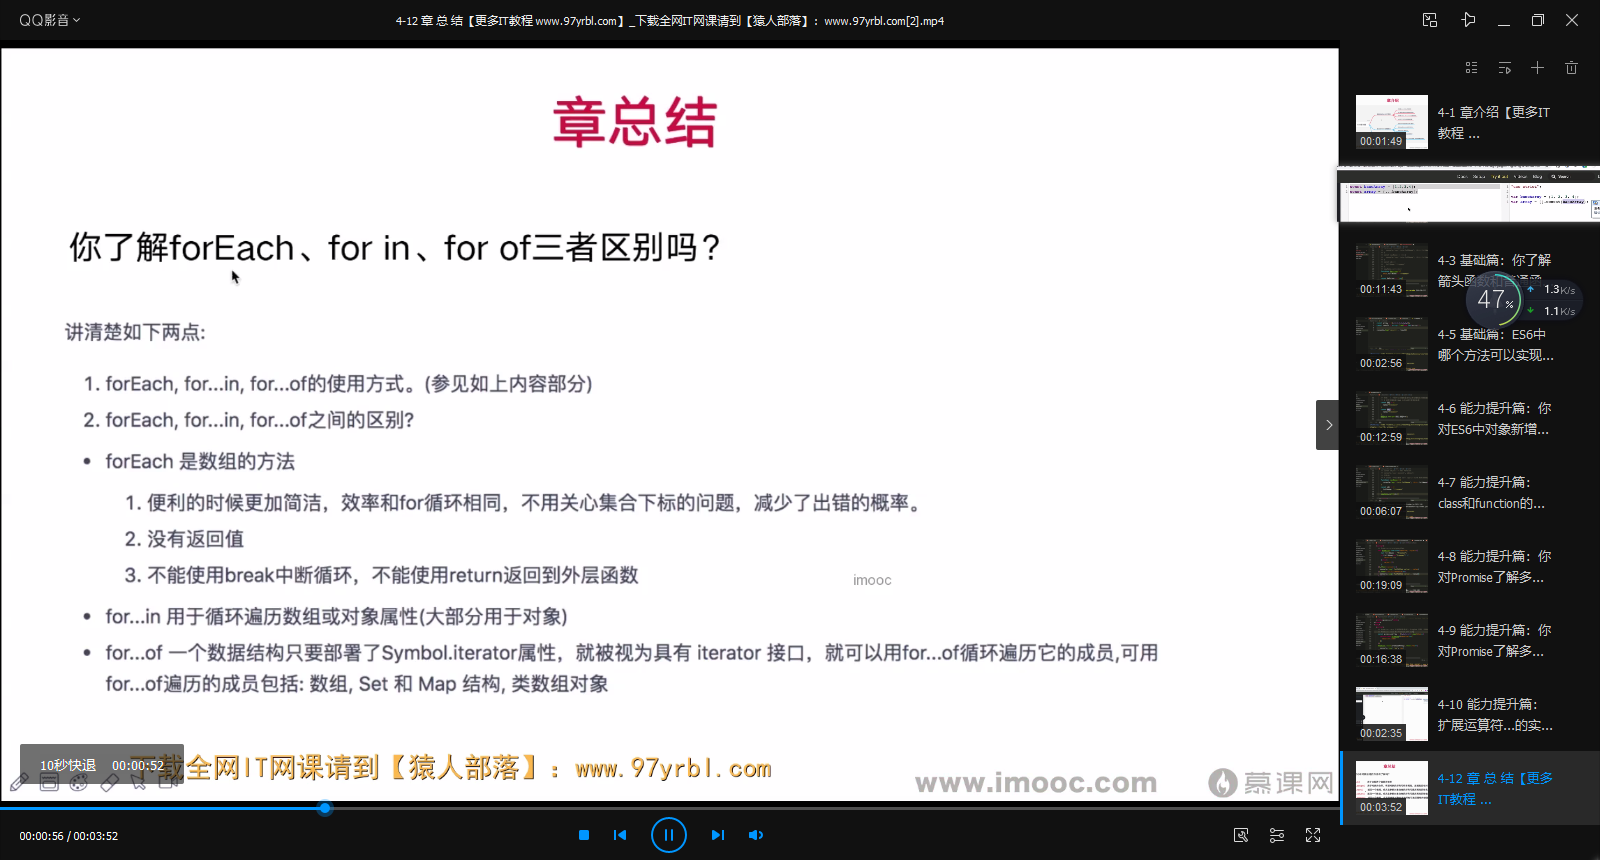 QQ影音
4-12 章 总 结【更多IT教程 www.97yrbl.com】_下载全网IT网课请到【猿人部落】：www.97yrbl.com[2].mp4
章总结
你了解forEach、for in、for of三者区别吗?
讲清楚如下两点:
1. forEach, for...in, for...of的使用方式。(参见如上内容部分)
2. forEach, for...in, for...of之间的区别?
• forEach 是数组的方法
1. 便利的时候更加简洁，效率和for循环相同，不用关心集合下标的问题，减少了出错的概率。
2. 没有返回值
3. 不能使用break中断循环，不能使用return返回到外层函数
imooc
• for...in 用于循环遍历数组或对象属性(大部分用于对象)
• for...of 一个数据结构只要部署了Symbol.iterator属性，就被视为具有 iterator 接口，就可以用for...of循环遍历它的成员,可用
for...of遍历的成员包括: 数组, Set 和 Map 结构, 类数组对象
10秒快退 00:00:52
下载全网IT网课请到【猿人部落】：www.97yrbl.com
www.imooc.com
慕课网
00:00:56 / 00:03:52
4-1 章介绍【更多IT
教程 ...
00:01:49
4-3 基础篇：你了解
箭头函数和普通函
00:11:43
47%
1.3K/s
1.1K/s
4-5 基础篇：ES6中
哪个方法可以实现...
00:02:56
4-6 能力提升篇：你
对ES6中对象新增...
00:12:59
4-7 能力提升篇：
class和function的...
00:06:07
4-8 能力提升篇：你
对Promise了解多...
00:19:09
4-9 能力提升篇：你
对Promise了解多...
00:16:38
4-10 能力提升篇：
扩展运算符...的实...
00:02:35
4-12 章 总 结【更多
IT教程 ...
00:03:52